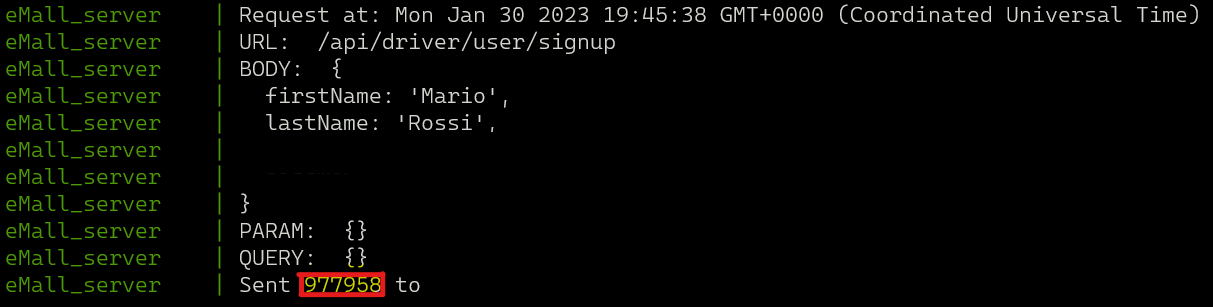 eMall_server | Request at: Mon Jan 30 2023 19:45:38 GMT+0000 (Coordinated Universal Time)
eMall_server | URL:  /api/driver/user/signup
eMall_server | BODY:  {
eMall_server |   firstName: 'Mario',
eMall_server |   lastName: 'Rossi',
eMall_server |
eMall_server |
eMall_server | }
eMall_server | PARAM:  {}
eMall_server | QUERY:  {}
eMall_server | Sent 977958 to